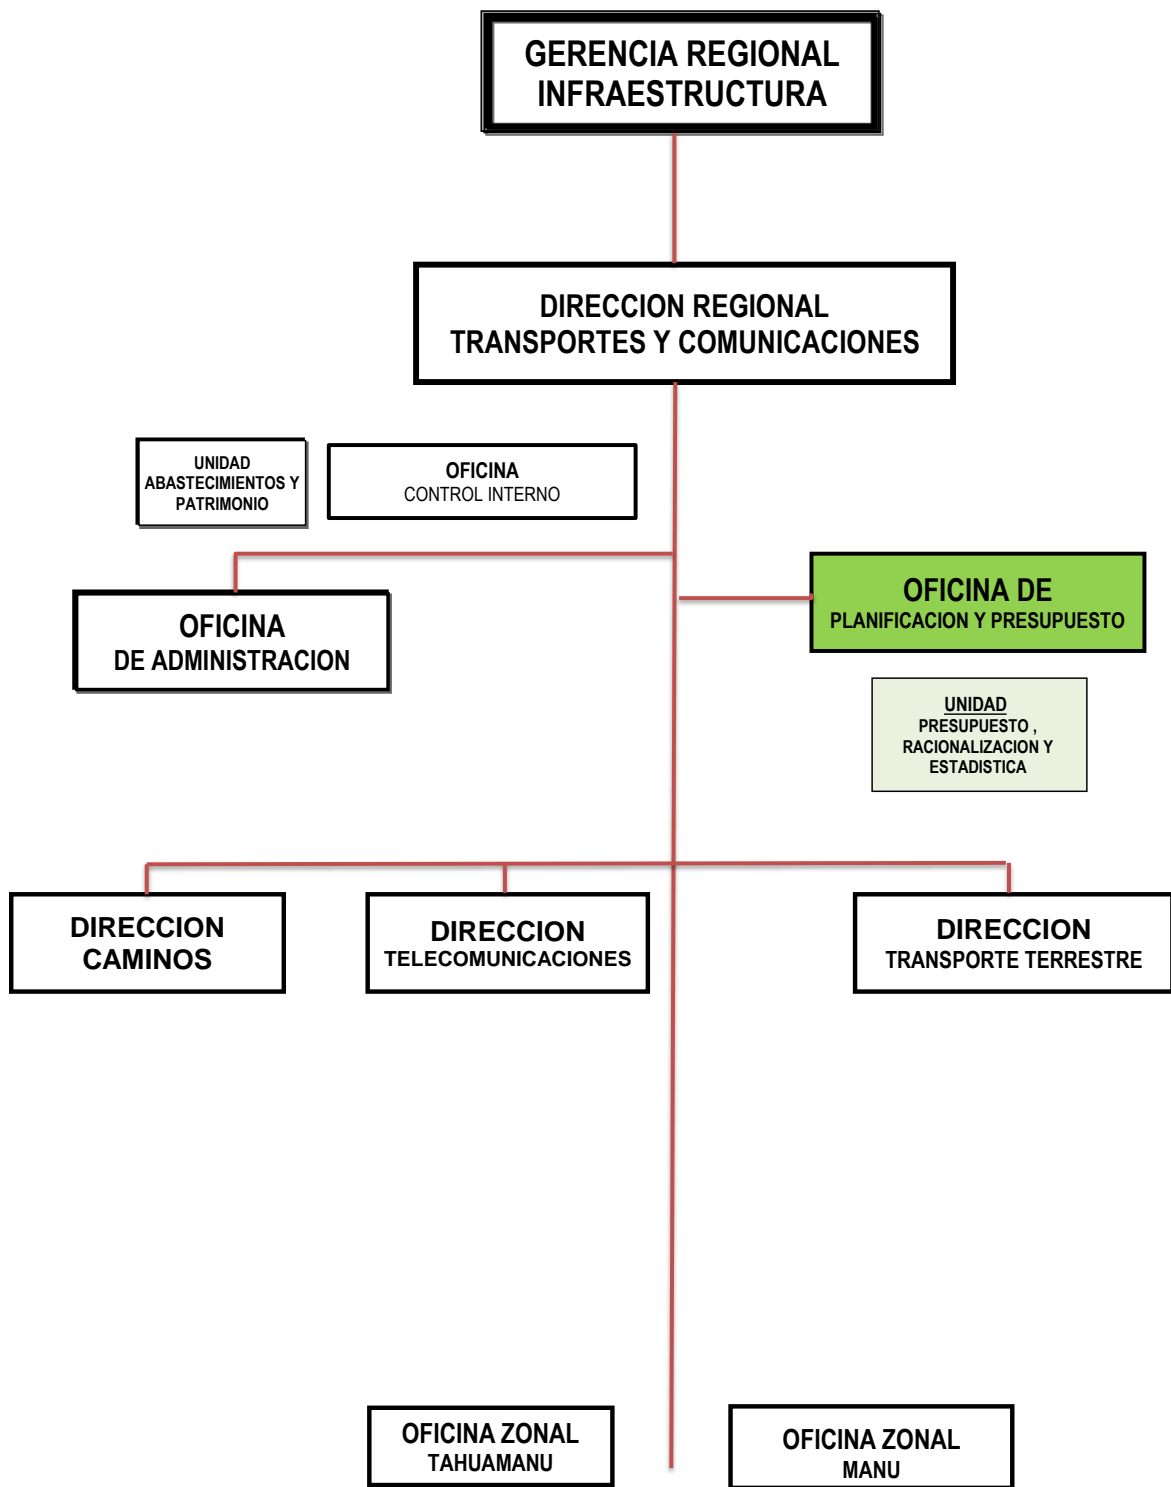 GERENCIA REGIONAL
INFRAESTRUCTURA
DIRECCION REGIONAL
TRANSPORTES Y COMUNICACIONES
UNIDAD
ABASTECIMIENTOS Y
PATRIMONIO
OFICINA
CONTROL INTERNO
OFICINA
DE ADMINISTRACION
OFICINA DE
PLANIFICACION Y PRESUPUESTO
UNIDAD
PRESUPUESTO ,
RACIONALIZACION Y
ESTADISTICA
DIRECCION
CAMINOS
DIRECCION
TELECOMUNICACIONES
DIRECCION
TRANSPORTE TERRESTRE
OFICINA ZONAL
TAHUAMANU
OFICINA ZONAL
MANU